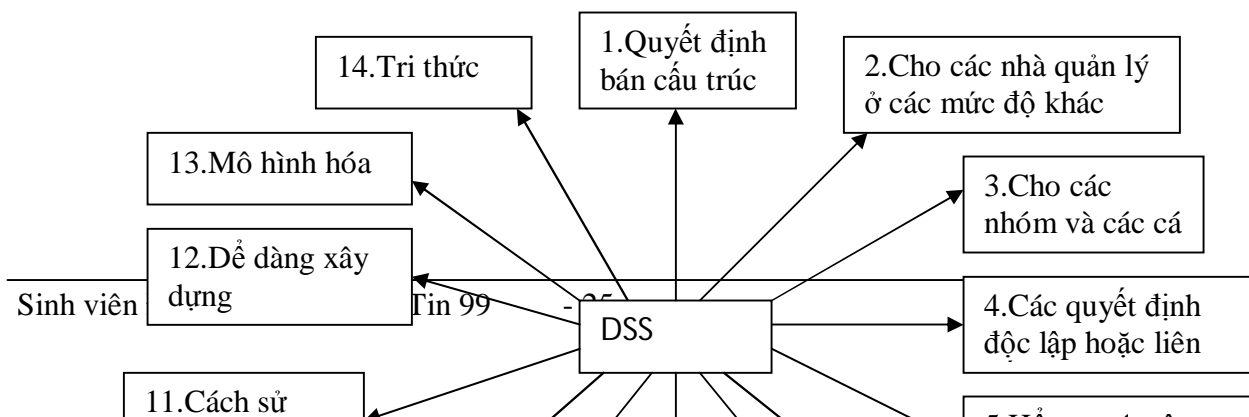 1.Quyết định
bán cấu trúc
14.Tri thức
2.Cho các nhà quản lý
ở các mức độ khác
13.Mô hình hóa
3.Cho các
nhóm và các cá
12.Dể dàng xây
dựng
Sinh viên Tin 99 -
DSS
4.Các quyết định
độc lập hoặc liên
11.Cách sử